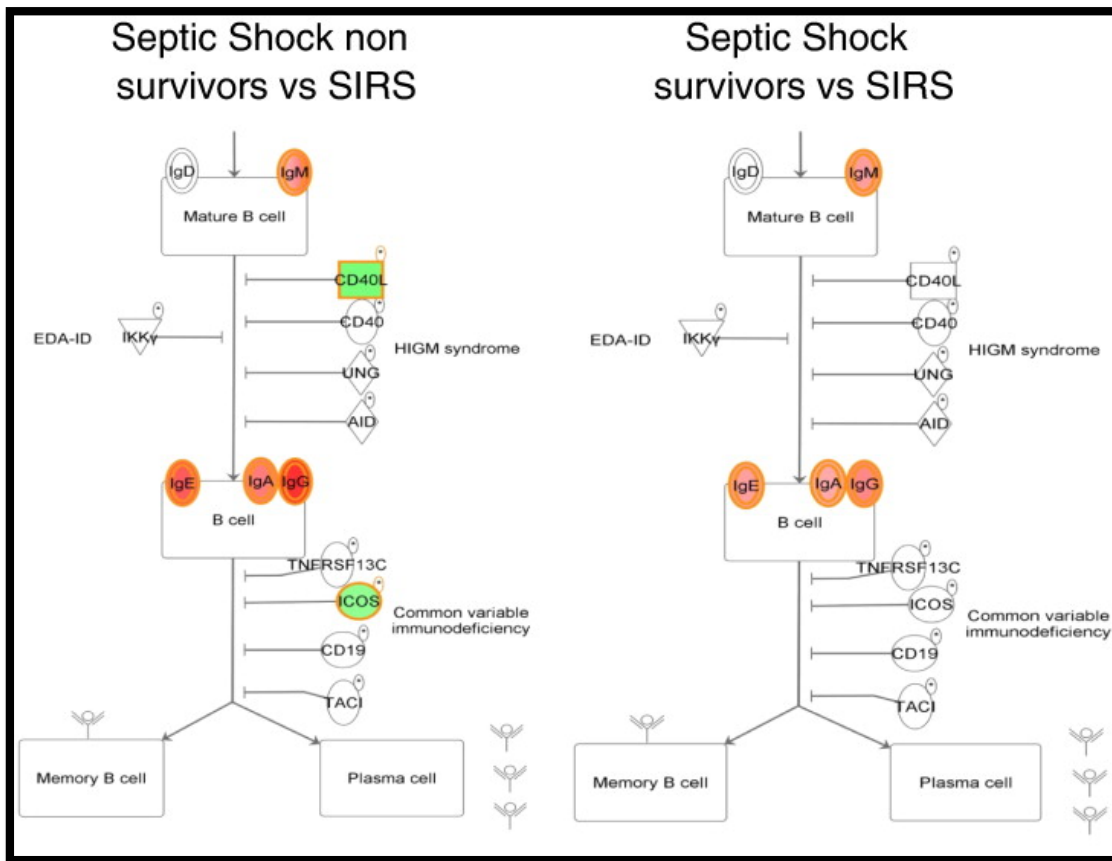 Septic Shock non
survivors vs SIRS
IgD
IgM
Mature B cell
*
CD40L
*
CD40
EDA-ID
*
IKKγ
HIGM syndrome
*
UNG
*
AID
IgE
IgA
IgG
B cell
*
TNERSF13C
*
ICOS
Common variable
immunodeficiency
*
CD19
*
TACI
Memory B cell
Plasma cell
Septic Shock
survivors vs SIRS
IgD
IgM
Mature B cell
*
CD40L
*
CD40
EDA-ID
*
IKKγ
HIGM syndrome
*
UNG
*
AID
IgE
IgA
IgG
B cell
*
TNERSF13C
*
ICOS
Common variable
immunodeficiency
*
CD19
*
TACI
Memory B cell
Plasma cell